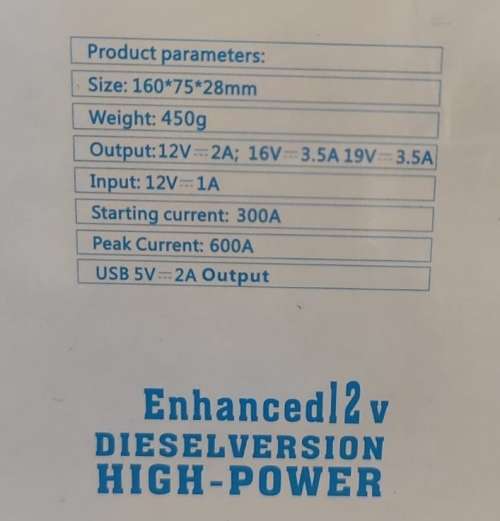 Product parameters:
Size: 160*75*28mm
Weight: 450g
Output:12V⎓2A; 16V⎓3.5A 19V⎓3.5A
Input: 12V⎓1A
Starting current: 300A
Peak Current: 600A
USB 5V⎓2A Output
Enhanced12v
DIESELVERSION
HIGH-POWER